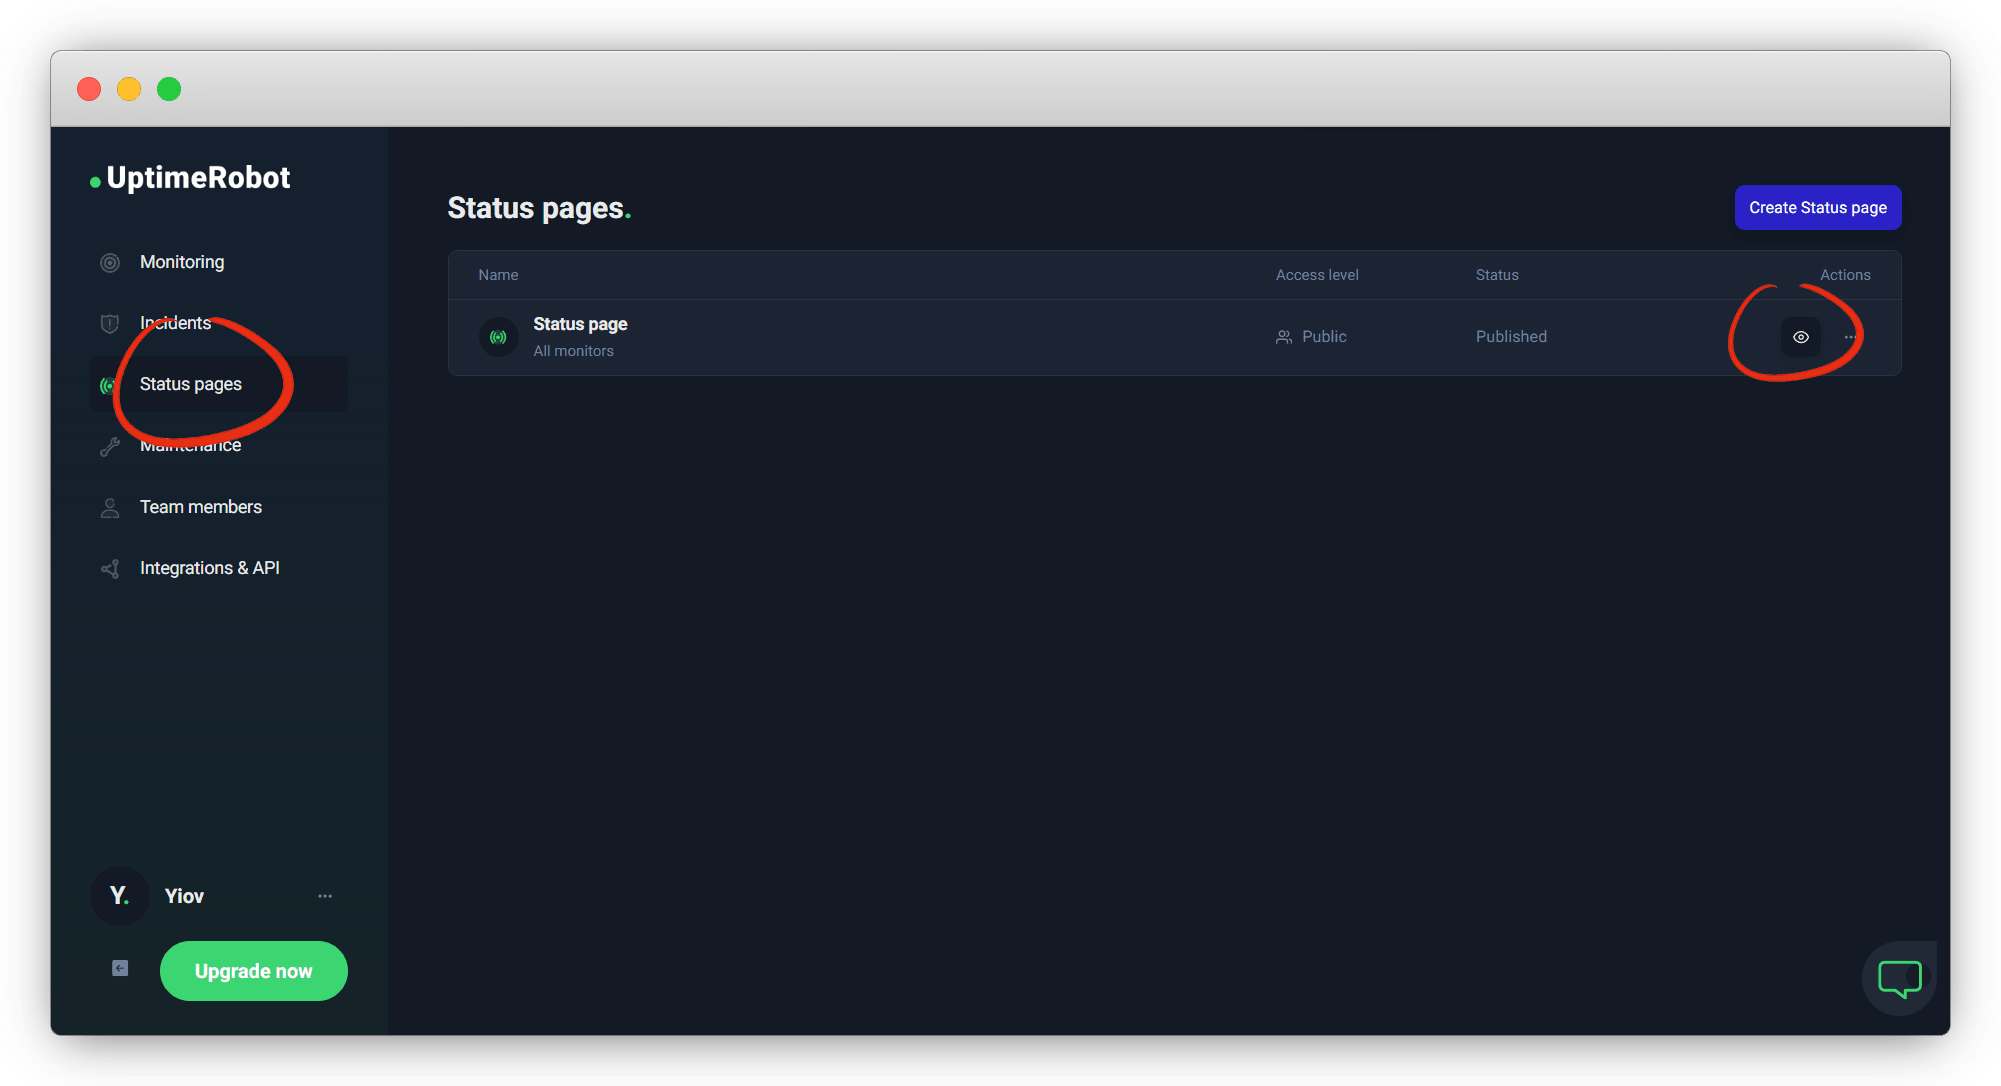 UptimeRobot
Monitoring
Incidents
Status pages
Maintenance
Team members
Integrations & API
Y.
Yiov
Upgrade now
Status pages.
Create Status page
Name
Access level
Status
Actions
Status page
All monitors
Public
Published